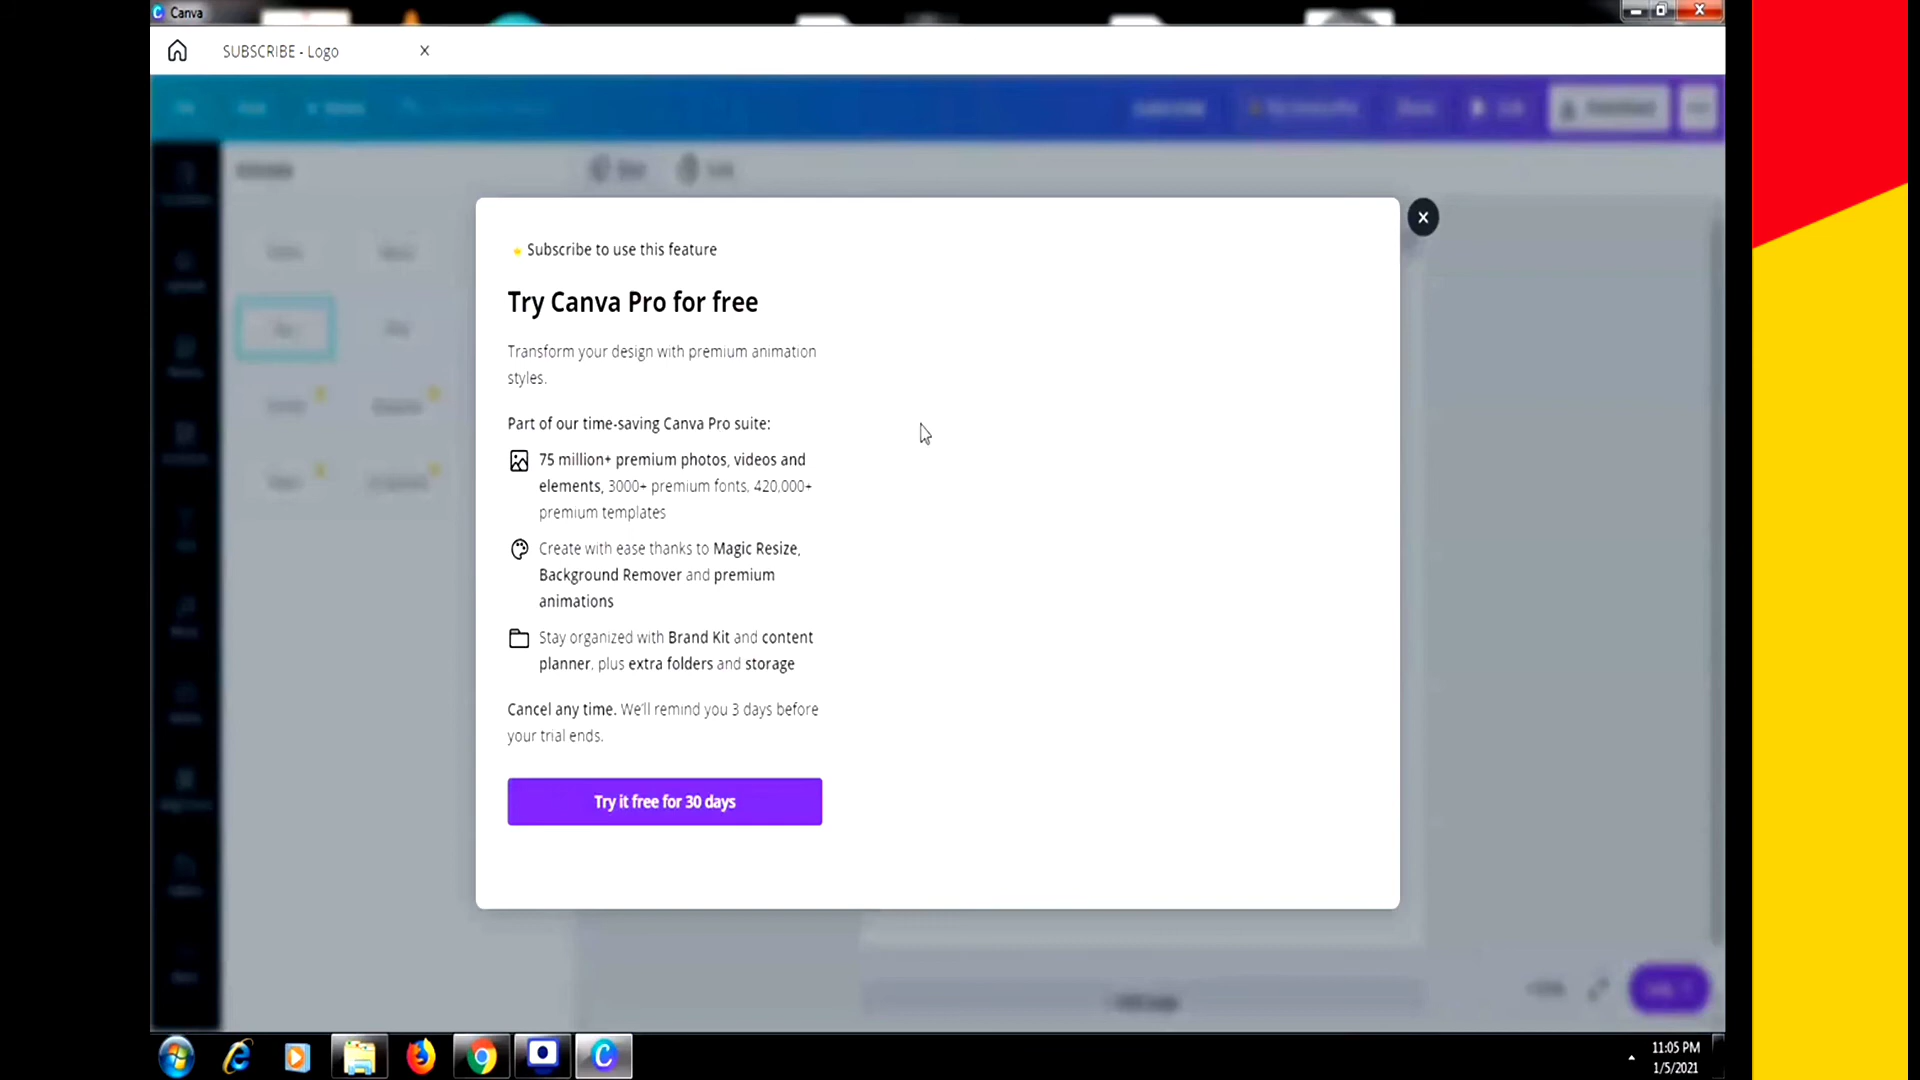 Canva
SUBSCRIBE - Logo
Subscribe to use this feature
Try Canva Pro for free
Transform your design with premium animation
styles.
Part of our time-saving Canva Pro suite:
75 million+ premium photos, videos and
elements, 3000+ premium fonts, 420,000+
premium templates
Create with ease thanks to Magic Resize,
Background Remover and premium
animations
Stay organized with Brand Kit and content
planner, plus extra folders and storage
Cancel any time. We'll remind you 3 days before
your trial ends.
Try it free for 30 days
11:05 PM
1/5/2021